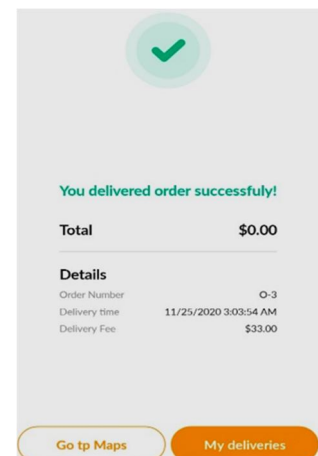 You delivered order successfuly!
Total $0.00
Details
Order Number O-3
Delivery time 11/25/2020 3:03:54 AM
Delivery Fee $33.00
Go tp Maps My deliveries